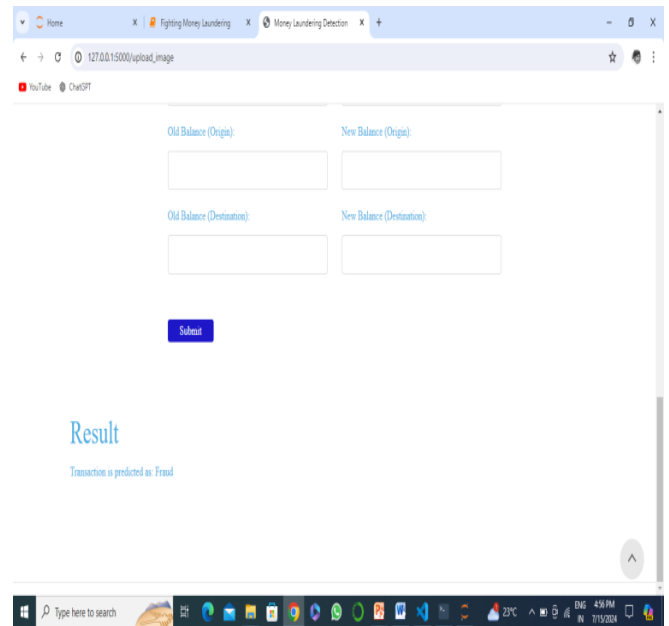 Home
Fighting Money Laundering
Money Laundering Detection
127.0.0.1:5000/upload_image
YouTube ChatGPT
Old Balance (Origin): New Balance (Origin):
Old Balance (Destination): New Balance (Destination):
Submit
Result
Transaction is predicted as: Fraud
Type here to search 23°C ENG 4:56 PM
IN 7/15/2024